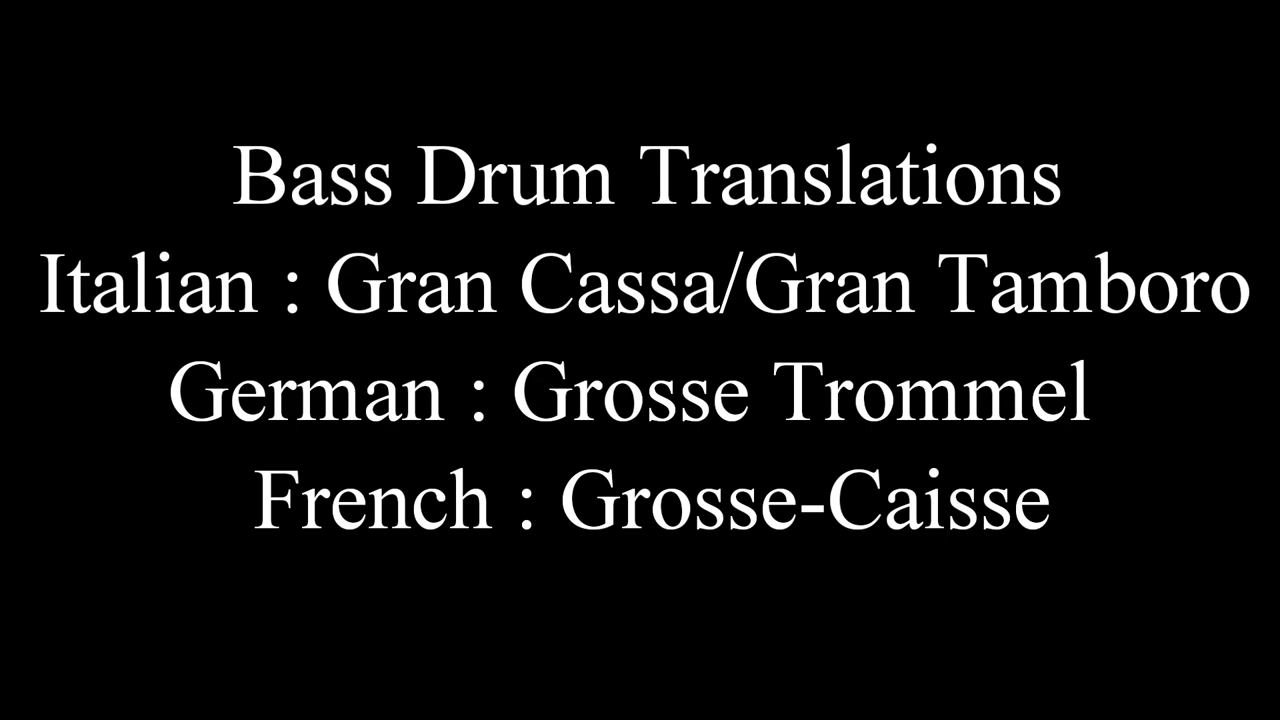 Bass Drum Translations
Italian : Gran Cassa/Gran Tamboro
German : Grosse Trommel
French : Grosse-Caisse